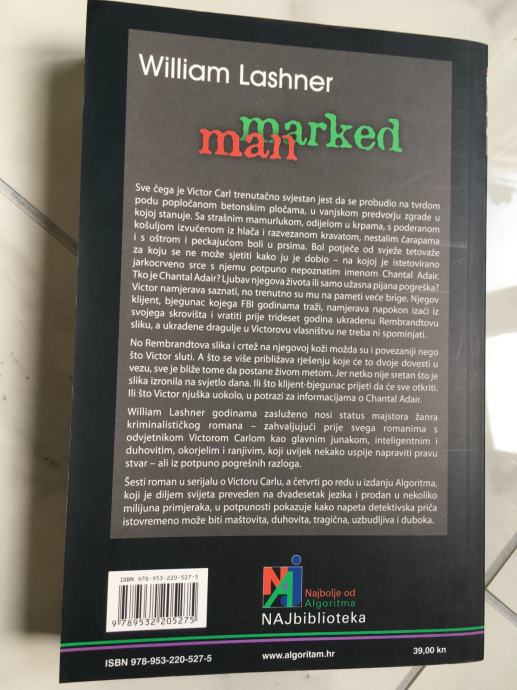 William Lashner
marked
man
Sve čega je Victor Carl trenutačno svjestan jest da se probudio na tvrdom
podu popločanom betonskim pločama, u vanjskom predvorju zgrade u
kojoj stanuje. Sa strašnim mamurlukom, odijelom u krpama, s poderanom
košuljom izvučenom iz hlača i razvezanom kravatom, nestalim čarapama
i s oštrom i peckajućom boli u prsima. Bol potječe od svježe tetovaže
za koju se ne može sjetiti kako ju je dobio – na kojoj je istetovirano
jarkocrveno srce s njemu potpuno nepoznatim imenom Chantal Adair.
Tko je Chantal Adair? Ljubav njegova života ili samo užasna pijana pogreška?
Victor namjerava saznati, no trenutno su mu na pameti veće brige. Njegov
klijent, bjegunac kojega FBI godinama traži, namjerava napokon izaći iz
svojega skrovišta i vratiti prije trideset godina ukradenu Rembrandtovu
sliku, a ukradene dragulje u Victorovu vlasništvu ne treba ni spominjati.
No Rembrandtova slika i crtež na njegovoj koži možda su i povezaniji nego
što Victor sluti. A što se više približava rješenju koje će to dvoje dovesti u
vezu, sve je bliže tome da postane živom metom. Jer netko nije sretan što je
slika izronila na svjetlo dana. Ili što klijent-bjegunac prijeti da će sve otkriti.
Ili što Victor njuška uokolo, u potrazi za informacijama o Chantal Adair.
William Lashner godinama zasluženo nosi status majstora žanra
kriminalističkog romana – zahvaljujući prije svega romanima s
odvjetnikom Victorom Carlom kao glavnim junakom, inteligentnim i
duhovitim, okorjelim i ranjivim, koji uvijek nekako uspije napraviti pravu
stvar – ali iz potpuno pogrešnih razloga.
Šesti roman u serijalu o Victoru Carlu, a četvrti po redu u izdanju Algoritma,
koji je diljem svijeta preveden na dvadesetak jezika i prodan u nekoliko
milijuna primjeraka, u potpunosti pokazuje kako napeta detektivska priča
istovremeno može biti maštovita, duhovita, tragična, uzbudljiva i duboka.
ISBN 978-953-220-527-5
9 789532 205275
NAJ
Najbolje od
Algoritma
NAJbiblioteka
ISBN 978-953-220-527-5
www.algoritam.hr
39,00 kn